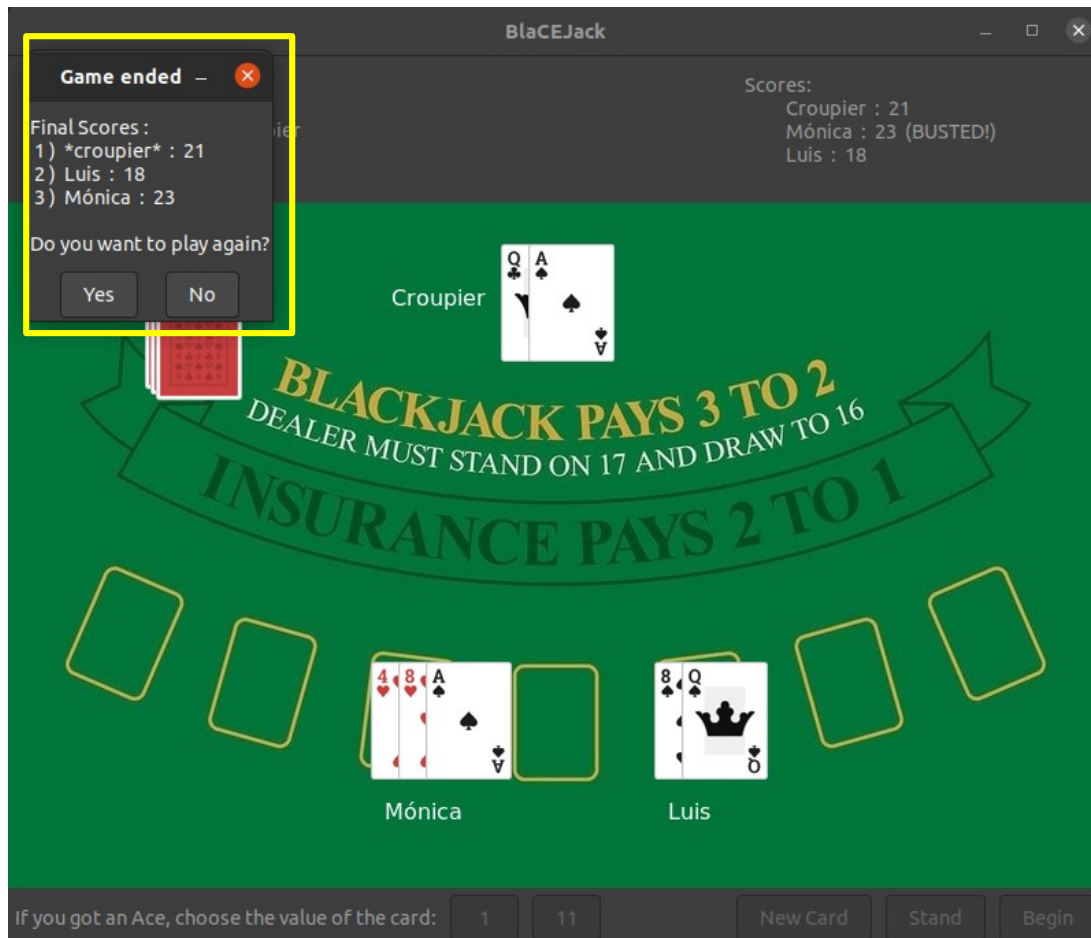 BlaCEJack
Game ended
Final Scores :
1) *croupier* : 21
2) Luis : 18
3) Mónica : 23
Do you want to play again?
Yes No
Scores:
Croupier : 21
Mónica : 23 (BUSTED!)
Luis : 18
Q A
Croupier
A
BLACKJACK PAYS 3 TO 2
DEALER MUST STAND ON 17 AND DRAW TO 16
INSURANCE PAYS 2 TO 1
4 8 A
A
8 Q
Q
Mónica
Luis
If you got an Ace, choose the value of the card: 1 11 New Card Stand Begin